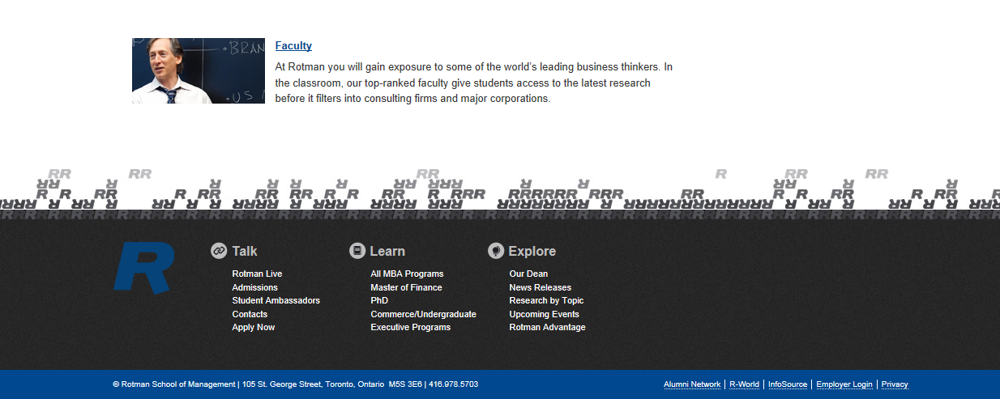 BRAN
US
Faculty
At Rotman you will gain exposure to some of the world's leading business thinkers. In
the classroom, our top-ranked faculty give students access to the latest research
before it filters into consulting firms and major corporations.
R
Talk
Rotman Live
Admissions
Student Ambassadors
Contacts
Apply Now
Learn
All MBA Programs
Master of Finance
PhD
Commerce/Undergraduate
Executive Programs
Explore
Our Dean
News Releases
Research by Topic
Upcoming Events
Rotman Advantage
© Rotman School of Management | 105 St. George Street, Toronto, Ontario  M5S 3E6 | 416.978.5703
Alumni Network | R-World | InfoSource | Employer Login | Privacy